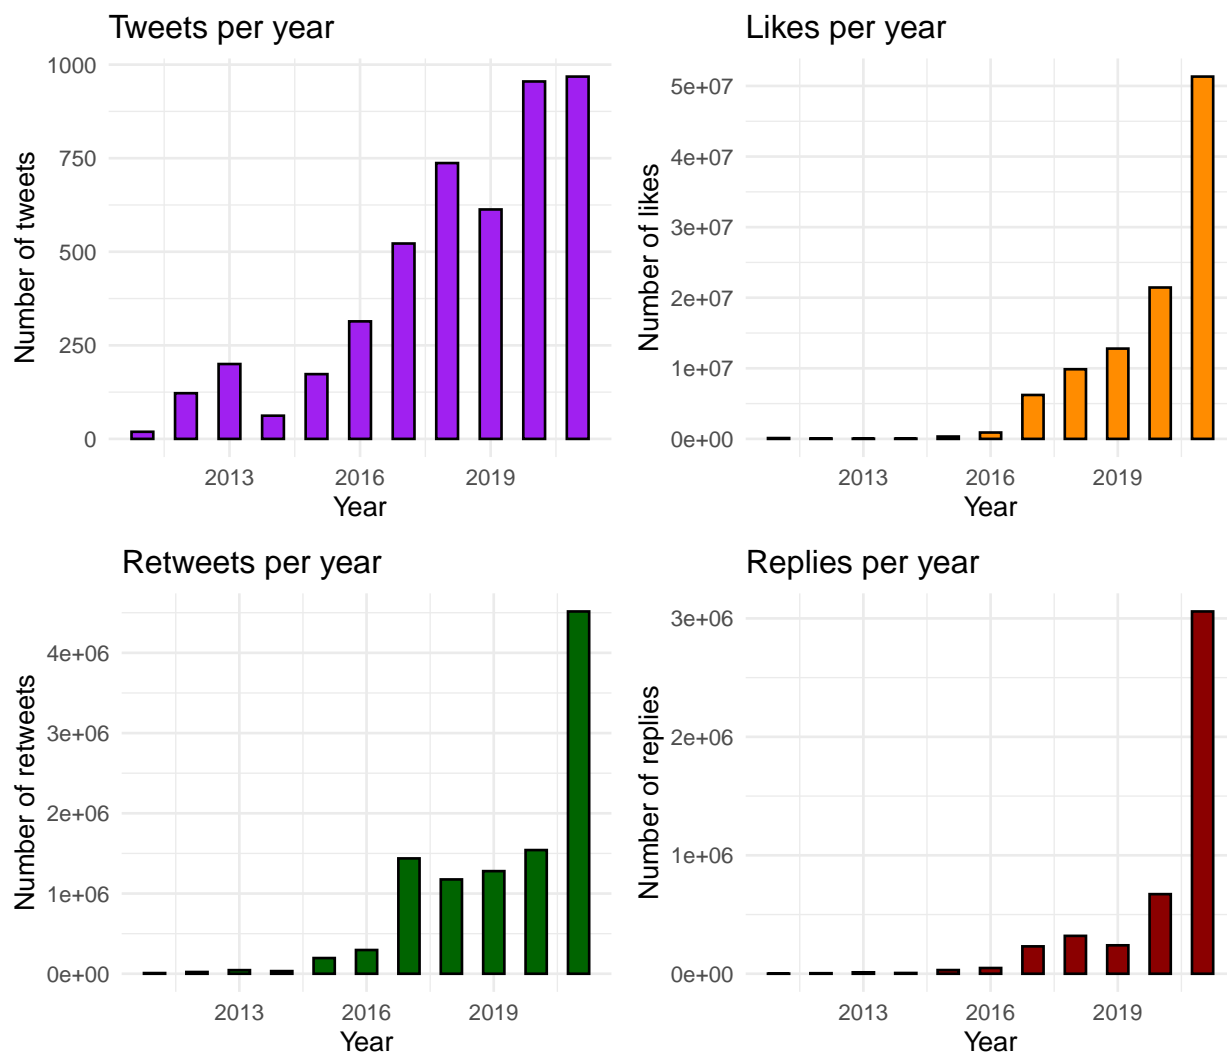 Tweets per year
Number of tweets
1000
750
500
250
0
2013 2016 2019
Year
Likes per year
Number of likes
5e+07
4e+07
3e+07
2e+07
1e+07
0e+00
2013 2016 2019
Year
Retweets per year
Number of retweets
4e+06
3e+06
2e+06
1e+06
0e+00
2013 2016 2019
Year
Replies per year
Number of replies
3e+06
2e+06
1e+06
0e+00
2013 2016 2019
Year